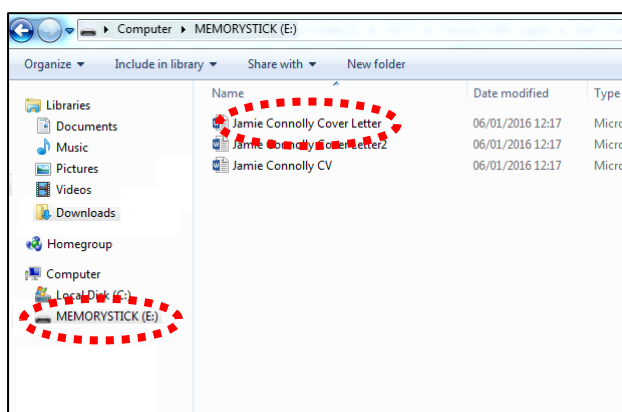 Computer MEMORYSTICK (E:)
Organize Include in library Share with New folder
Name Date modified Type
Jamie Connolly Cover Letter 06/01/2016 12:17 Micro
Jamie Connolly Cover Letter2 06/01/2016 12:17 Micro
Jamie Connolly CV 06/01/2016 12:17 Micro
Libraries
Documents
Music
Pictures
Videos
Downloads
Homegroup
Computer
Local Disk (C:)
MEMORYSTICK (E:)